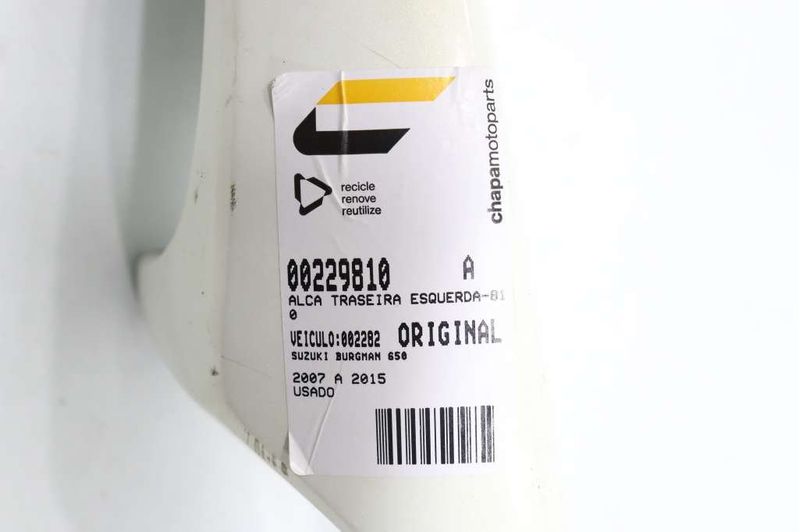 chapamotoparts
recicle
renove
reutilize
00229810 A
ALCA TRASEIRA ESQUERDA-81
0
VEICULO:002282 ORIGINAL
SUZUKI BURGMAN 650
2007 A 2015
USADO